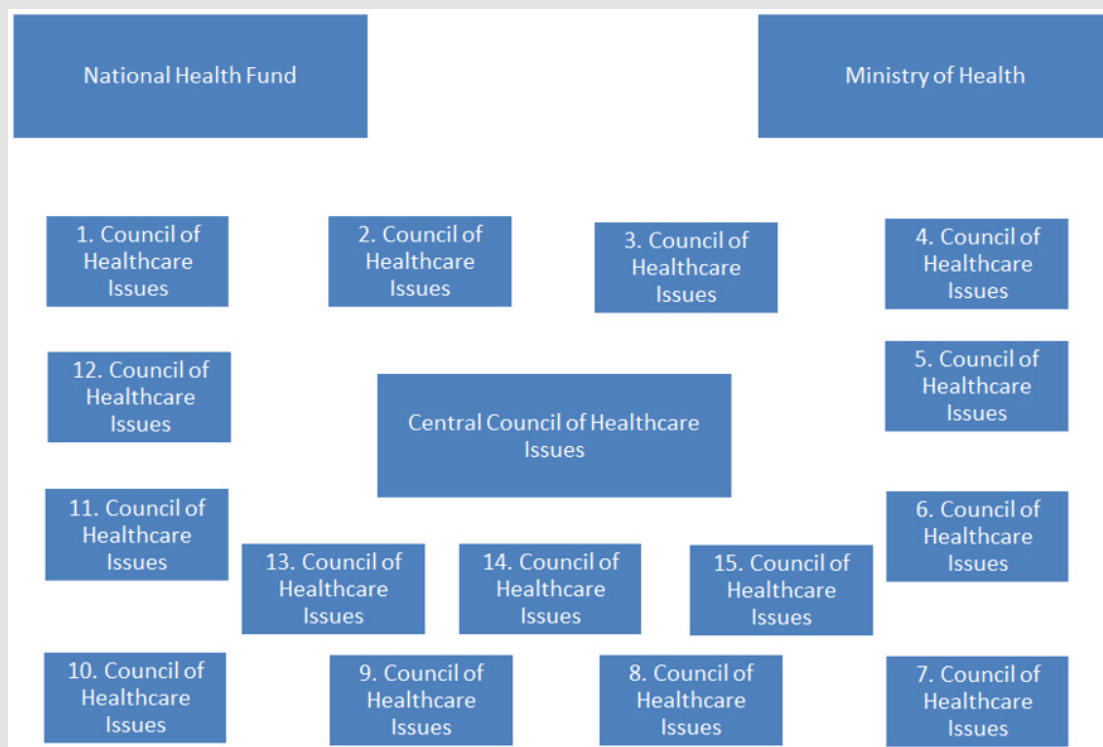 National Health Fund
Ministry of Health
1. Council of
Healthcare
Issues
2. Council of
Healthcare
Issues
3. Council of
Healthcare
Issues
4. Council of
Healthcare
Issues
12. Council of
Healthcare
Issues
Central Council of Healthcare
Issues
5. Council of
Healthcare
Issues
11. Council of
Healthcare
Issues
13. Council of
Healthcare
Issues
14. Council of
Healthcare
Issues
15. Council of
Healthcare
Issues
6. Council of
Healthcare
Issues
10. Council of
Healthcare
Issues
9. Council of
Healthcare
Issues
8. Council of
Healthcare
Issues
7. Council of
Healthcare
Issues